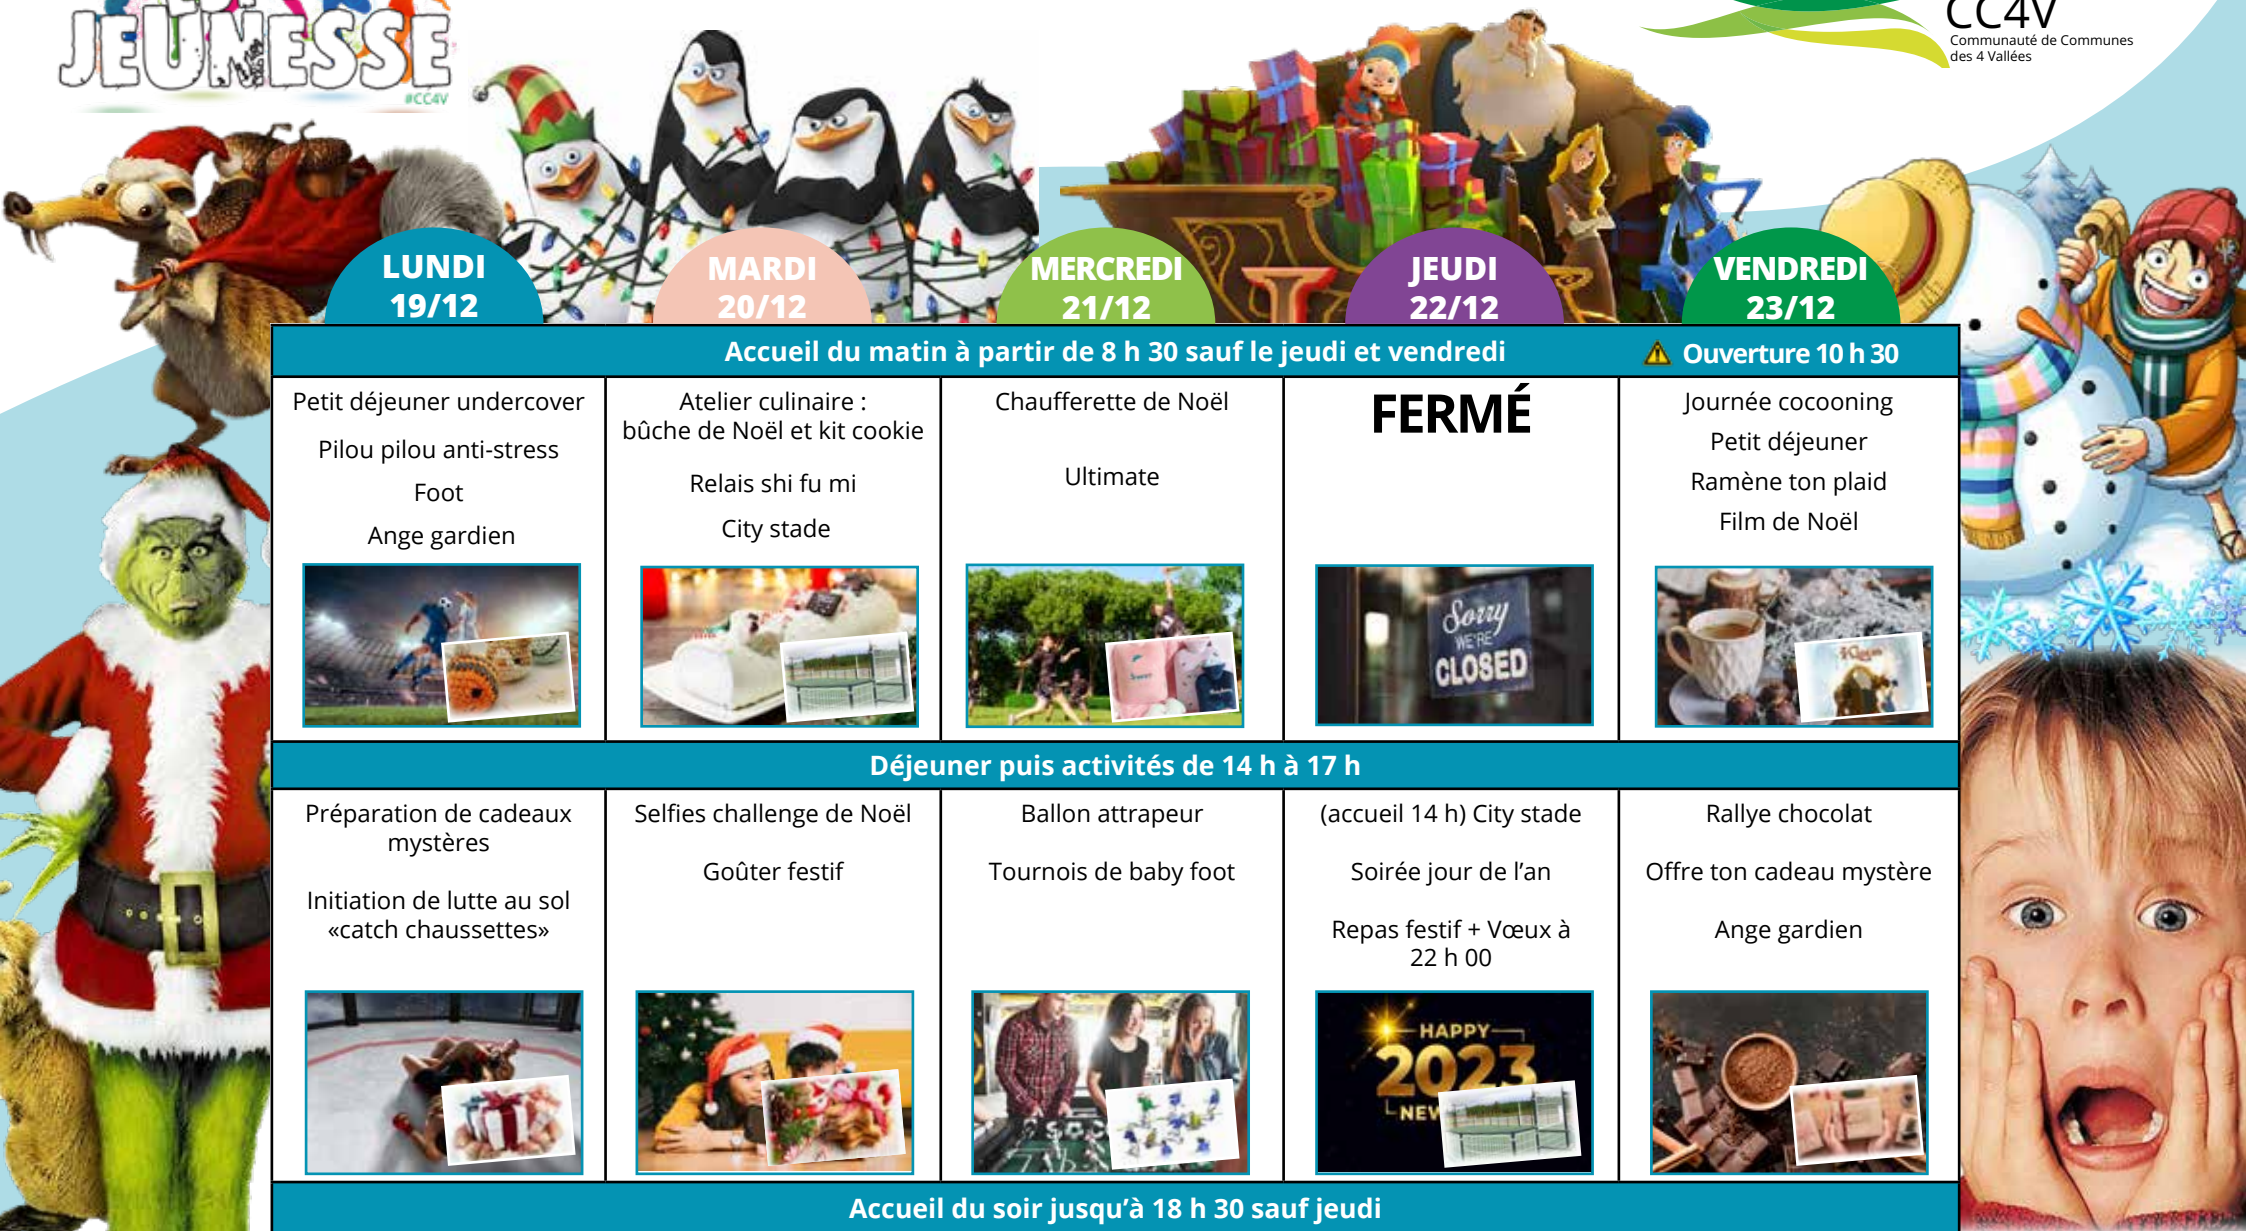 JEUNESSE
#CC4V
CC4V
Communauté de Communes
des 4 Vallées
LUNDI
19/12
MARDI
20/12
MERCREDI
21/12
JEUDI
22/12
VENDREDI
23/12
Accueil du matin à partir de 8 h 30 sauf le jeudi et vendredi
Ouverture 10 h 30
Petit déjeuner undercover
Pilou pilou anti-stress
Foot
Ange gardien
Atelier culinaire :
bûche de Noël et kit cookie
Relais shi fu mi
City stade
Chaufferette de Noël
Ultimate
FERMÉ
Sorry
WE'RE
CLOSED
Journée cocooning
Petit déjeuner
Ramène ton plaid
Film de Noël
Déjeuner puis activités de 14 h à 17 h
Préparation de cadeaux
mystères
Initiation de lutte au sol
«catch chaussettes»
Selfies challenge de Noël
Goûter festif
Ballon attrapeur
Tournois de baby foot
(accueil 14 h) City stade
Soirée jour de l’an
Repas festif + Vœux à
22 h 00
HAPPY
2023
NEW
Rallye chocolat
Offre ton cadeau mystère
Ange gardien
Accueil du soir jusqu’à 18 h 30 sauf jeudi